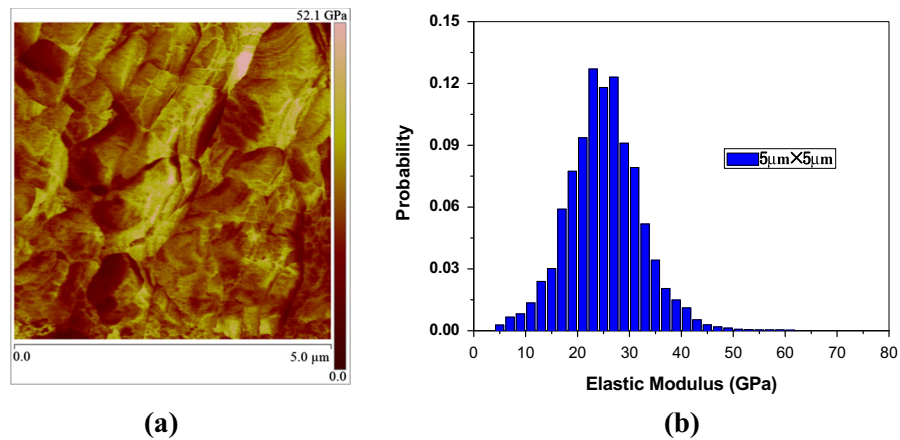 52.1 GPa
0.0
5.0 µm
0.0
(a)
0.15
0.12
0.09
0.06
0.03
0.00
Probability
5µm×5µm
0 10 20 30 40 50 60 70 80
Elastic Modulus (GPa)
(b)